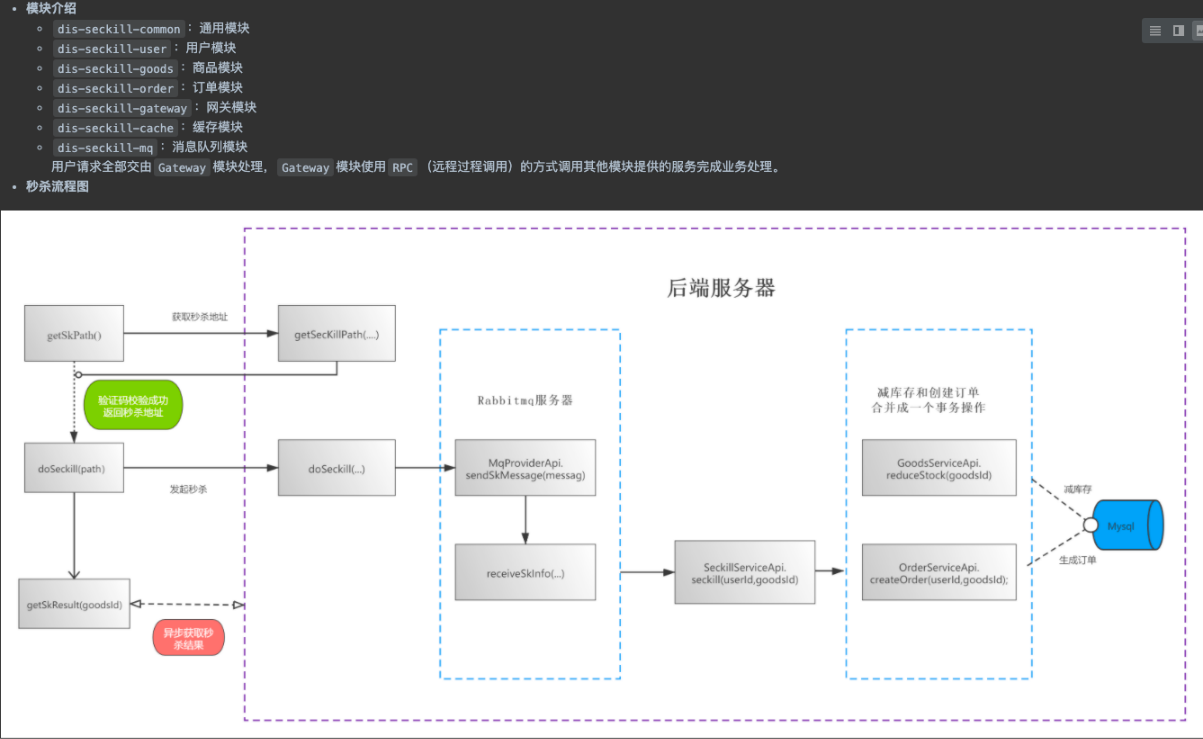 模块介绍
dis-seckill-common：通用模块
dis-seckill-user：用户模块
dis-seckill-goods：商品模块
dis-seckill-order：订单模块
dis-seckill-gateway：网关模块
dis-seckill-cache：缓存模块
dis-seckill-mq：消息队列模块
用户请求全部交由 Gateway 模块处理， Gateway 模块使用 RPC （远程过程调用）的方式调用其他模块提供的服务完成业务处理。
秒杀流程图
后端服务器
getSkPath()
获取秒杀地址
getSecKillPath(....)
验证码校验成功
返回秒杀地址
doSeckill(path)
发起秒杀
doSeckill(...)
getSkResult(goodsId)
异步获取秒
杀结果
Rabbitmq服务器
MqProviderApi.
sendSkMessage(messag)
receiveSkInfo(...)
SeckillServiceApi.
seckill(userId,goodsId)
减库存和创建订单
合并成一个事务操作
GoodsServiceApi.
reduceStock(goodsId)
OrderServiceApi.
createOrder(userId,goodsId);
减库存
Mysql
生成订单